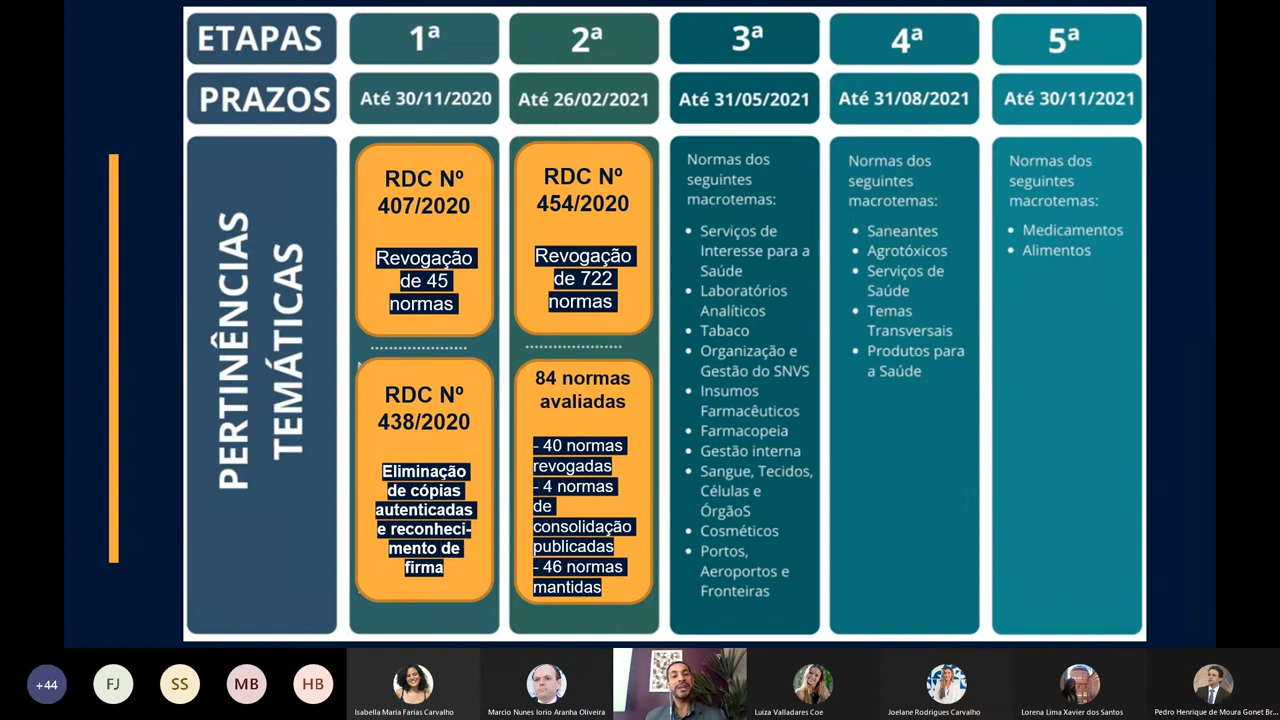 ETAPAS
1ª
2ª
3ª
4ª
5ª
PRAZOS
Até 30/11/2020
Até 26/02/2021
Até 31/05/2021
Até 31/08/2021
Até 30/11/2021
PERTINÊNCIAS
TEMÁTICAS
RDC Nº
407/2020
Revogação
de 45
normas
RDC Nº
438/2020
Eliminação
de cópias
autenticadas
e reconheci-
mento de
firma
RDC Nº
454/2020
Revogação
de 722
normas
84 normas
avaliadas
- 40 normas
revogadas
- 4 normas
de
consolidação
publicadas
- 46 normas
mantidas
Normas dos
seguintes
macrotemas:
• Serviços de
Interesse para a
Saúde
• Laboratórios
Analíticos
• Tabaco
• Organização e
Gestão do SNVS
• Insumos
Farmacêuticos
• Farmacopeia
• Gestão interna
• Sangue, Tecidos,
Células e
ÓrgãoS
• Cosméticos
• Portos,
Aeroportos e
Fronteiras
Normas dos
seguintes
macrotemas:
• Saneantes
• Agrotóxicos
• Serviços de
Saúde
• Temas
Transversais
• Produtos para
a Saúde
Normas dos
seguintes
macrotemas:
• Medicamentos
• Alimentos
+44
FJ
SS
MB
HB
Isabella Maria Farias Carvalho
Marcio Nunes Iorio Aranha Oliveira
Luiza Valladares Coe
Joelane Rodrigues Carvalho
Lorena Lima Xavier dos Santos
Pedro Henrique de Moura Gonet Br...